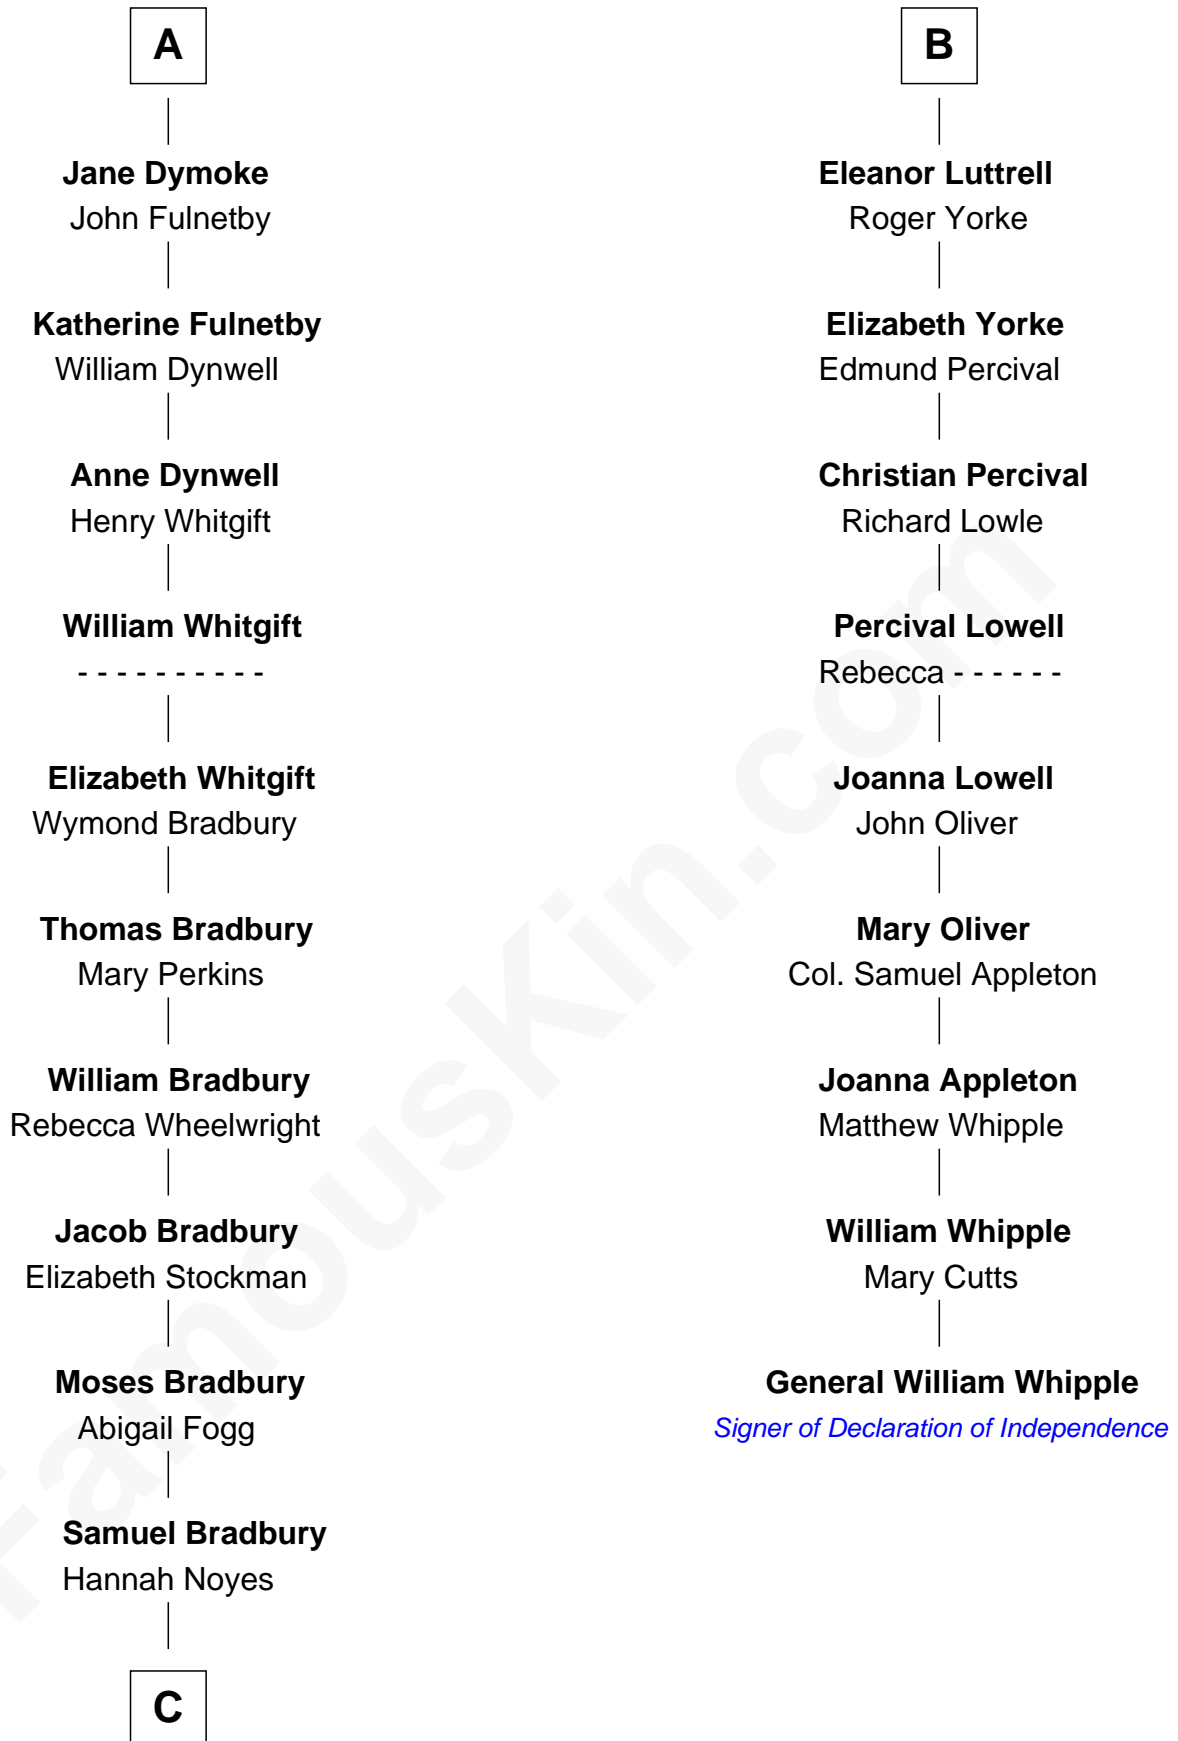 A
Jane Dymoke
John Fulnetby
Katherine Fulnetby
William Dynwell
Anne Dynwell
Henry Whitgift
William Whitgift
- - - - - - - - - -
Elizabeth Whitgift
Wymond Bradbury
Thomas Bradbury
Mary Perkins
William Bradbury
Rebecca Wheelwright
Jacob Bradbury
Elizabeth Stockman
Moses Bradbury
Abigail Fogg
Samuel Bradbury
Hannah Noyes
C
B
Eleanor Luttrell
Roger Yorke
Elizabeth Yorke
Edmund Percival
Christian Percival
Richard Lowle
Percival Lowell
Rebecca - - - - - -
Joanna Lowell
John Oliver
Mary Oliver
Col. Samuel Appleton
Joanna Appleton
Matthew Whipple
William Whipple
Mary Cutts
General William Whipple
Signer of Declaration of Independence
FamousKin.com